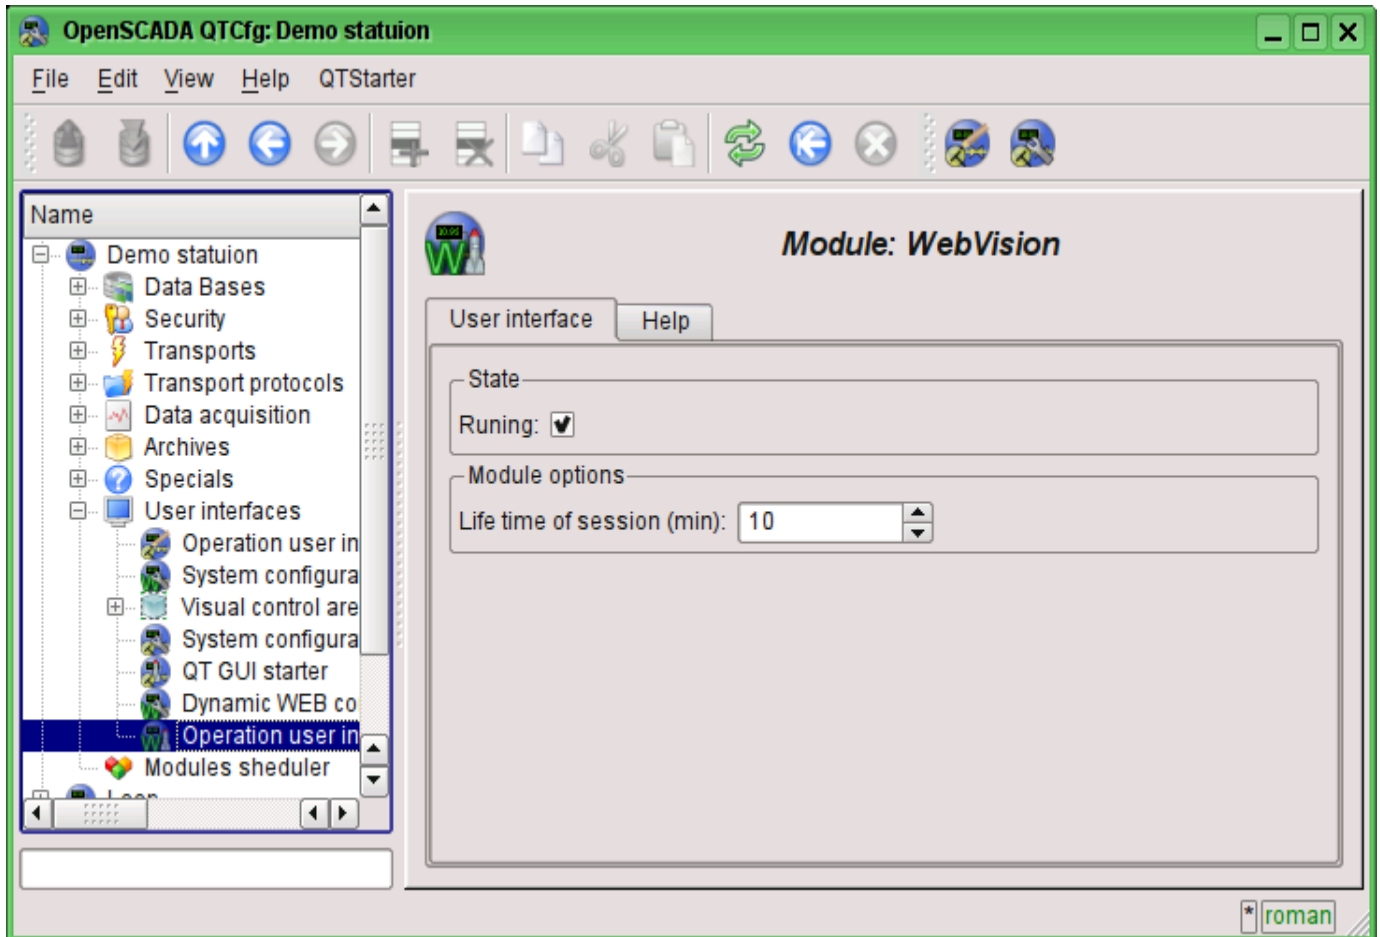 OpenSCADA QTCfg: Demo statuion
File Edit View Help QTStarter
Name
Demo statuion
Data Bases
Security
Transports
Transport protocols
Data acquisition
Archives
Specials
User interfaces
Operation user in
System configura
Visual control are
System configura
QT GUI starter
Dynamic WEB co
Operation user in
Modules sheduler
Module: WebVision
User interface Help
State
Runing:
Module options
Life time of session (min): 10
* roman